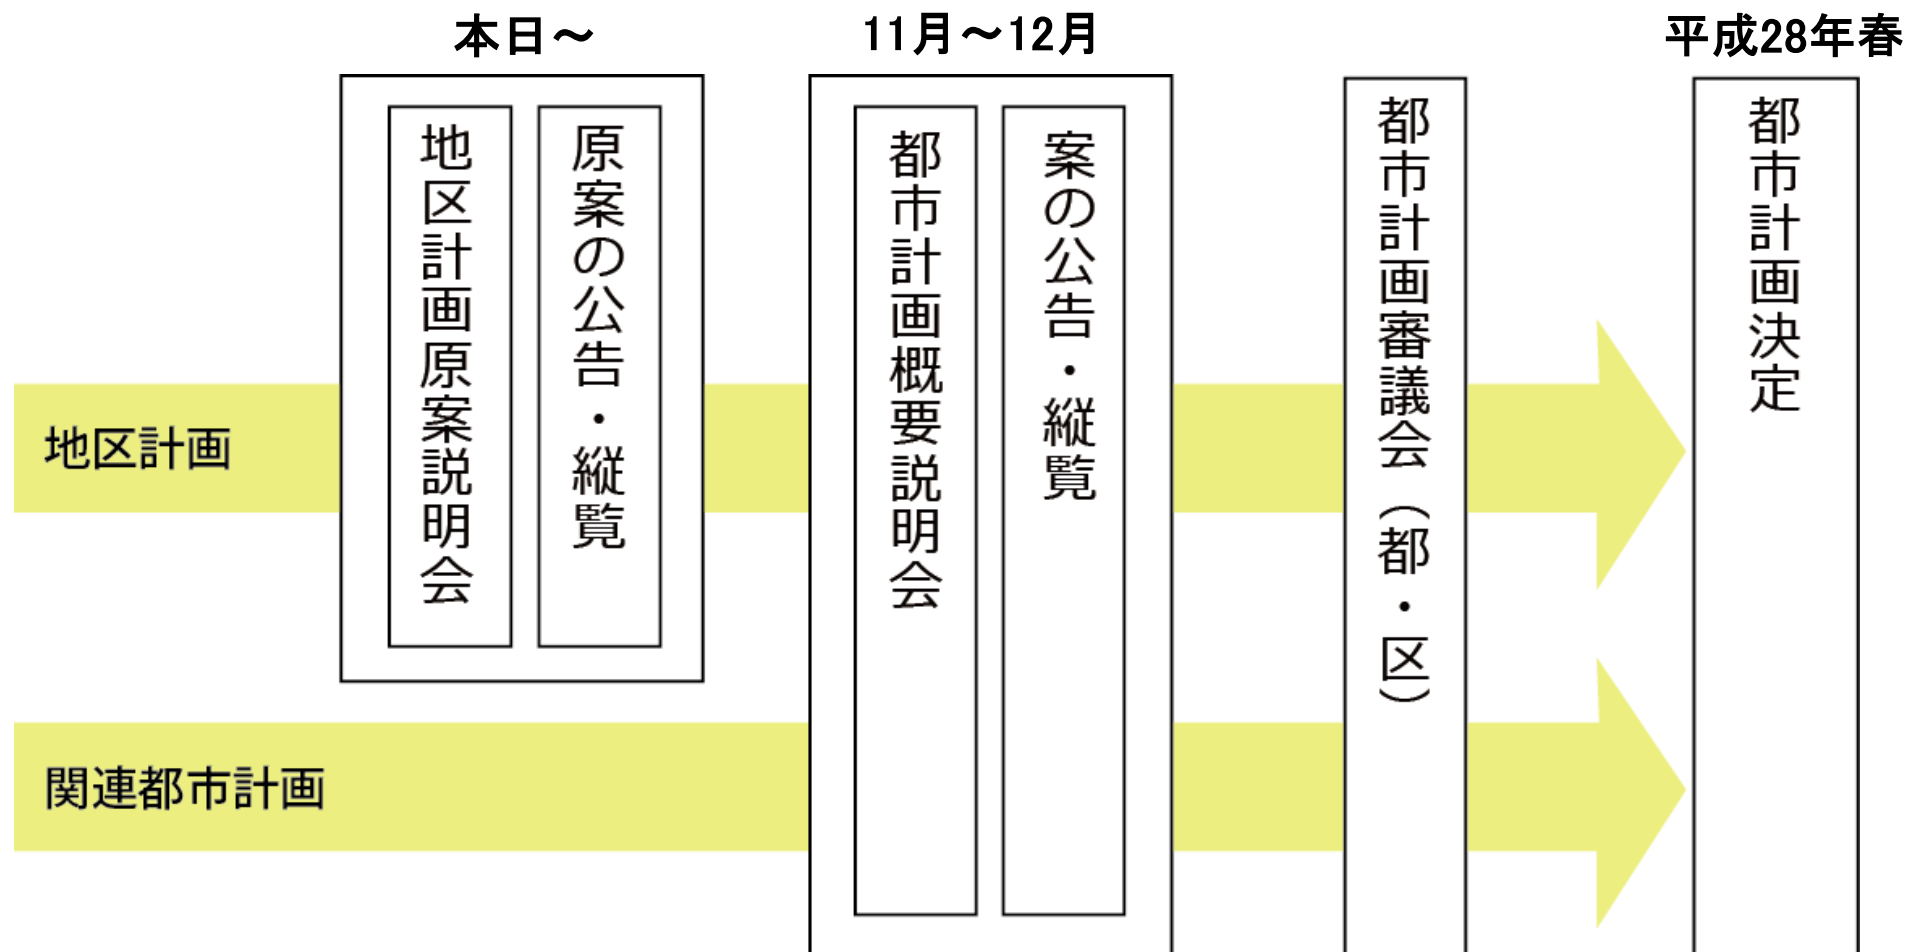 本日～
11月～12月
平成28年春
地区計画原案説明会
原案の公告・縦覧
都市計画概要説明会
案の公告・縦覧
都市計画審議会（都・区）
都市計画決定
地区計画
関連都市計画